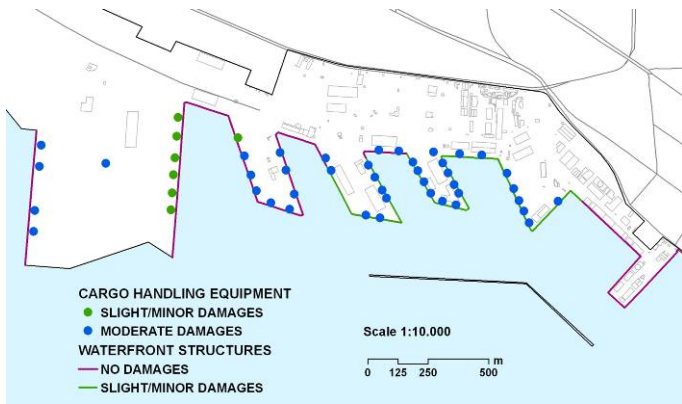 CARGO HANDLING EQUIPMENT
SLIGHT/MINOR DAMAGES
MODERATE DAMAGES
WATERFRONT STRUCTURES
NO DAMAGES
SLIGHT/MINOR DAMAGES
Scale 1:10.000
m
0 125 250 500